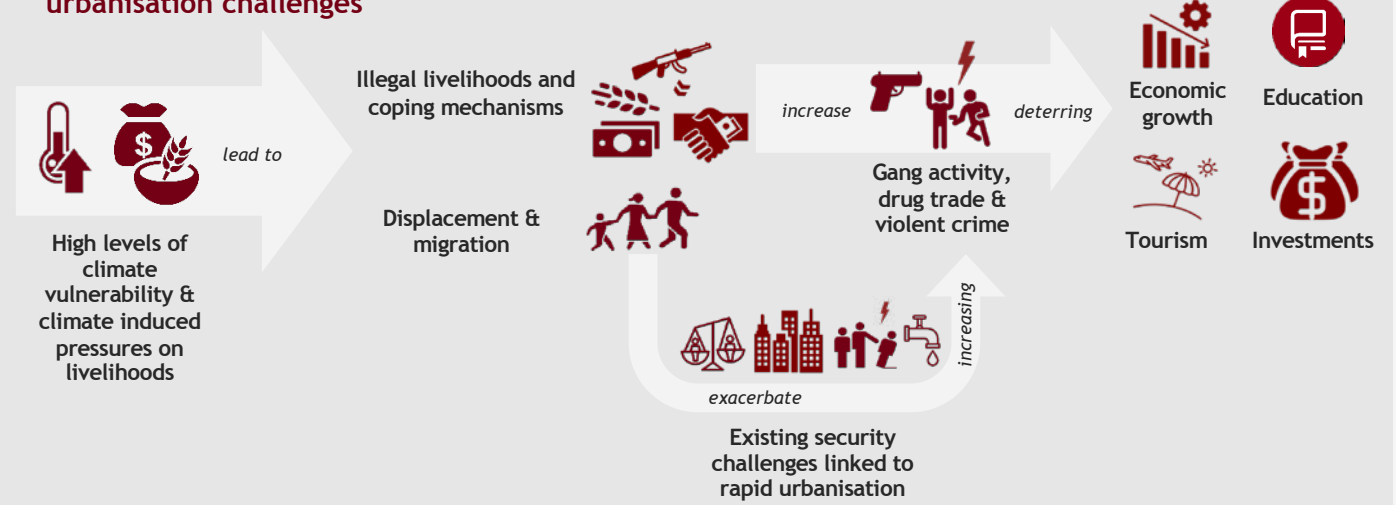 urbanisation challenges
High levels of
climate
vulnerability &
climate induced
pressures on
livelihoods
lead to
Illegal livelihoods and
coping mechanisms
Displacement &
migration
increase
Gang activity,
drug trade &
violent crime
exacerbate
Existing security
challenges linked to
rapid urbanisation
increasing
deterring
Economic
growth
Education
Tourism
Investments